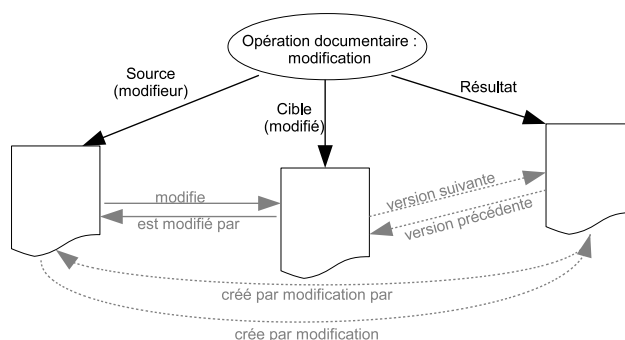 Opération documentaire :
modification
Source
(modifieur)
Cible
(modifié)
Résultat
modifie
est modifié par
version suivante
version précédente
créé par modification par
crée par modification